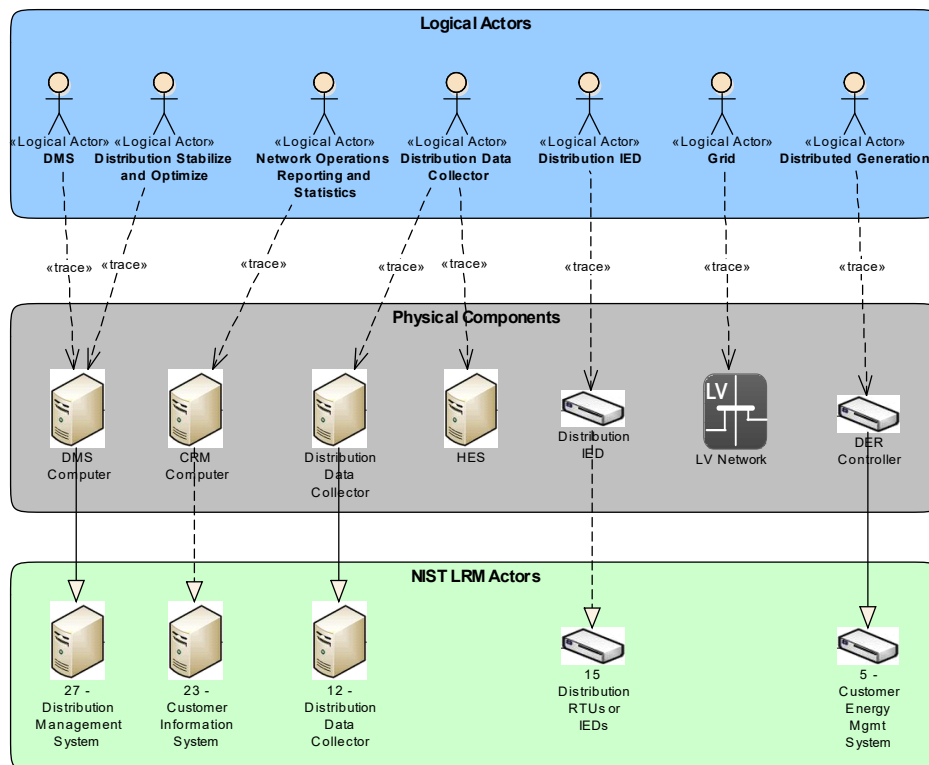 Logical Actors
«Logical Actor»
DMS
«Logical Actor»
Distribution Stabilize
and Optimize
«Logical Actor»
Network Operations
Reporting and
Statistics
«Logical Actor»
Distribution Data
Collector
«Logical Actor»
Distribution IED
«Logical Actor»
Grid
«Logical Actor»
Distributed Generation
«trace»
«trace»
«trace»
«trace»
«trace»
«trace»
«trace»
Physical Components
DMS
Computer
CRM
Computer
Distribution
Data
Collector
HES
Distribution
IED
LV
LV Network
DER
Controller
NIST LRM Actors
27 -
Distribution
Management
System
23 -
Customer
Information
System
12 -
Distribution
Data
Collector
15
Distribution
RTUs or
IEDs
5 -
Customer
Energy
Mgmt
System